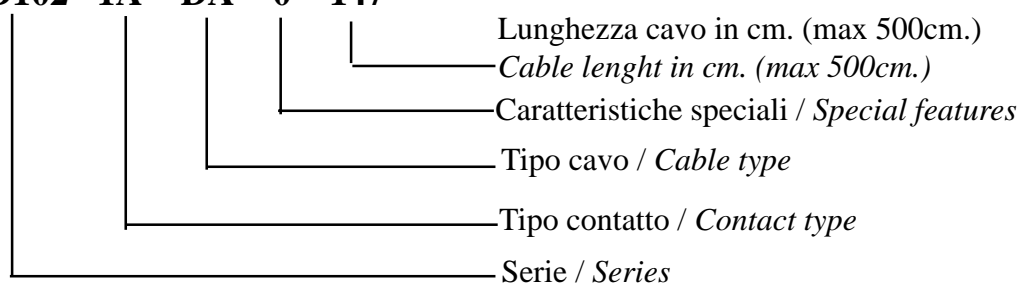 Lunghezza cavo in cm. (max 500cm.)
Cable lenght in cm. (max 500cm.)
Caratteristiche speciali / Special features
Tipo cavo / Cable type
Tipo contatto / Contact type
Serie / Series